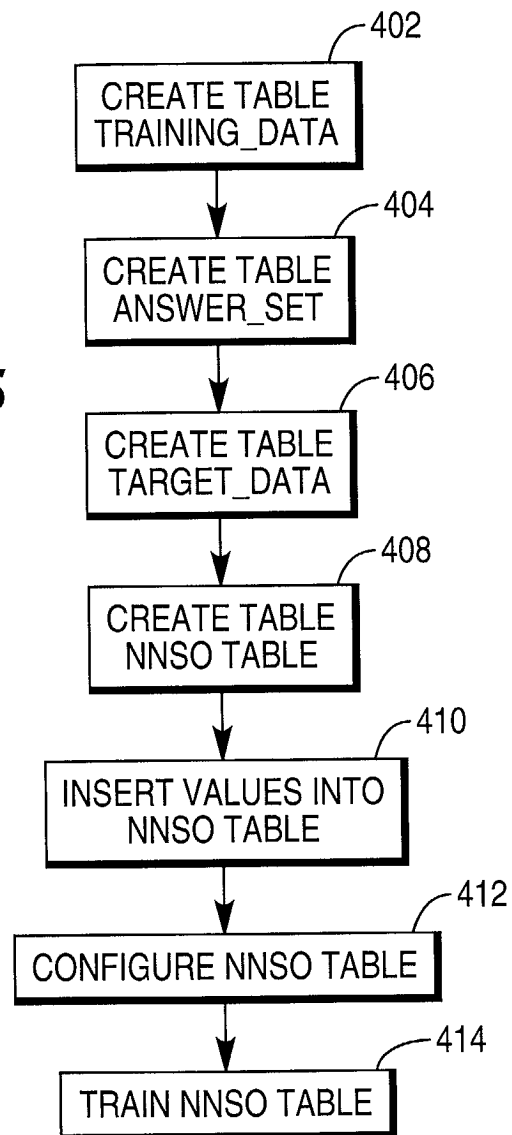 402
CREATE TABLE
TRAINING_DATA
404
CREATE TABLE
ANSWER_SET
406
CREATE TABLE
TARGET_DATA
408
CREATE TABLE
NNSO TABLE
410
INSERT VALUES INTO
NNSO TABLE
412
CONFIGURE NNSO TABLE
414
TRAIN NNSO TABLE